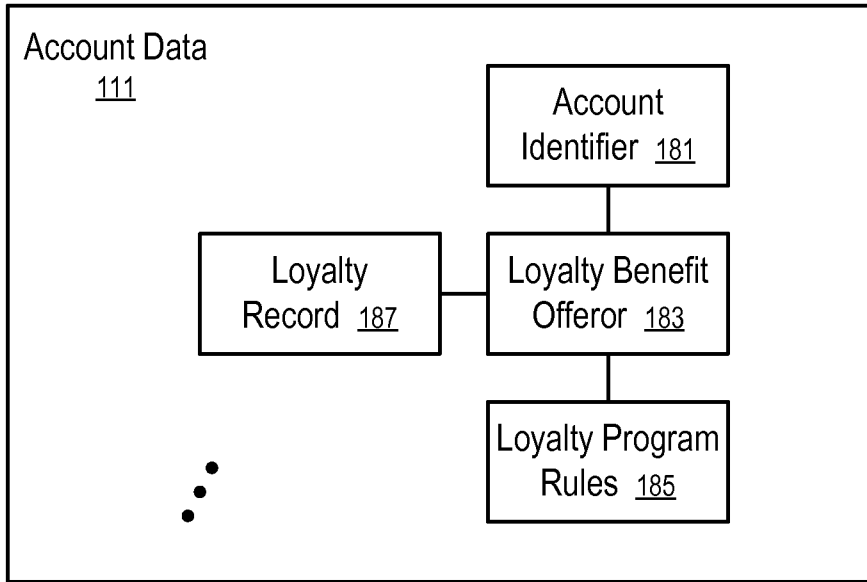 Account Data
111
Account
Identifier 181
Loyalty
Record 187
Loyalty Benefit
Offeror 183
Loyalty Program
Rules 185